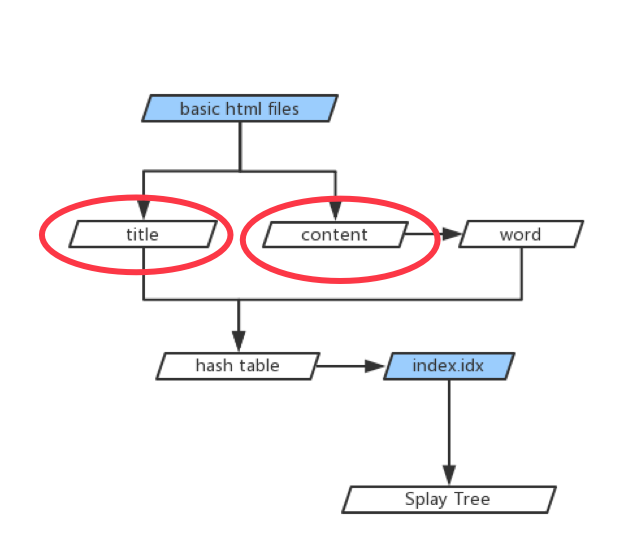 basic html files
title
content
word
hash table
index.idx
Splay Tree